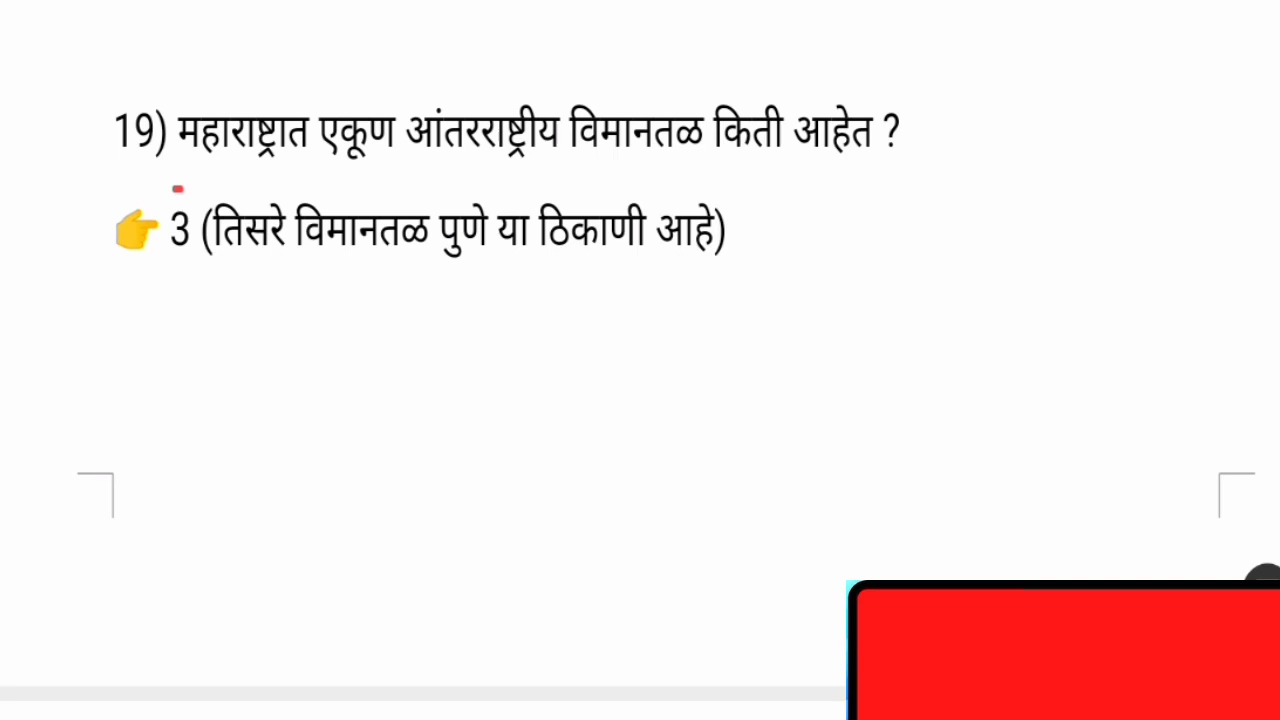 19) महाराष्ट्रात एकूण आंतरराष्ट्रीय विमानतळ किती आहेत ?
👉 3 (तिसरे विमानतळ पुणे या ठिकाणी आहे)